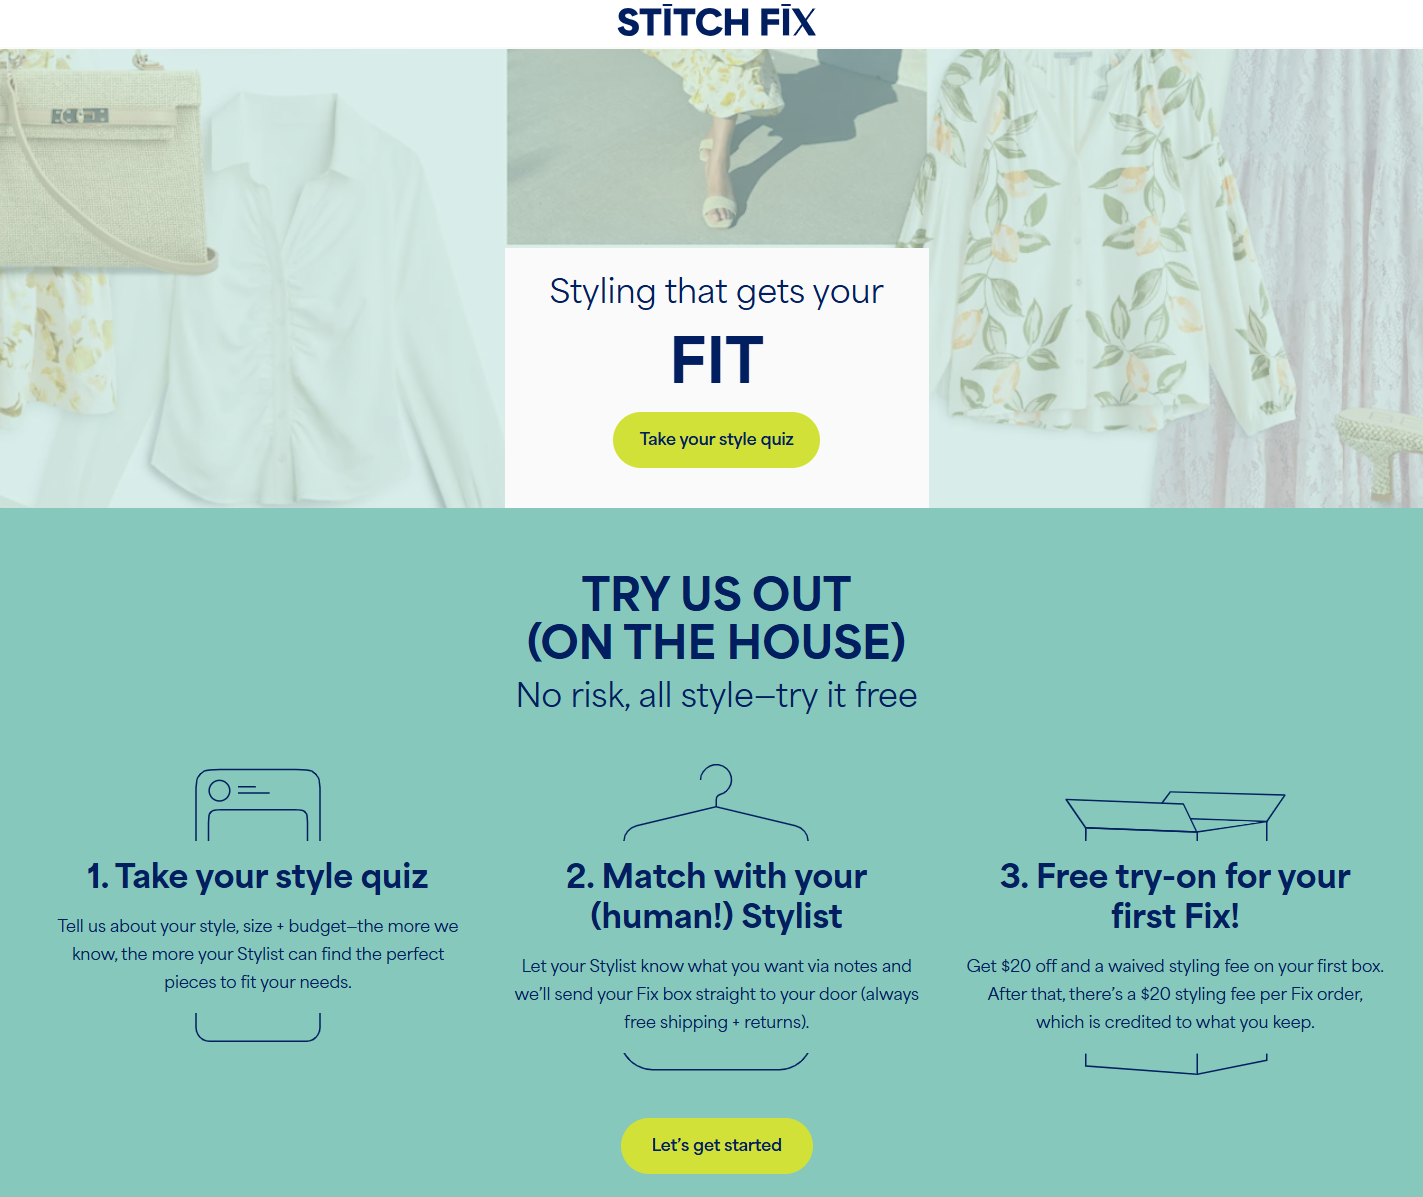 STITCH FIX
Styling that gets your
FIT
Take your style quiz
TRY US OUT
(ON THE HOUSE)
No risk, all style—try it free
1. Take your style quiz
Tell us about your style, size + budget—the more we
know, the more your Stylist can find the perfect
pieces to fit your needs.
2. Match with your
(human!) Stylist
Let your Stylist know what you want via notes and
we’ll send your Fix box straight to your door (always
free shipping + returns).
3. Free try-on for your
first Fix!
Get $20 off and a waived styling fee on your first box.
After that, there’s a $20 styling fee per Fix order,
which is credited to what you keep.
Let’s get started